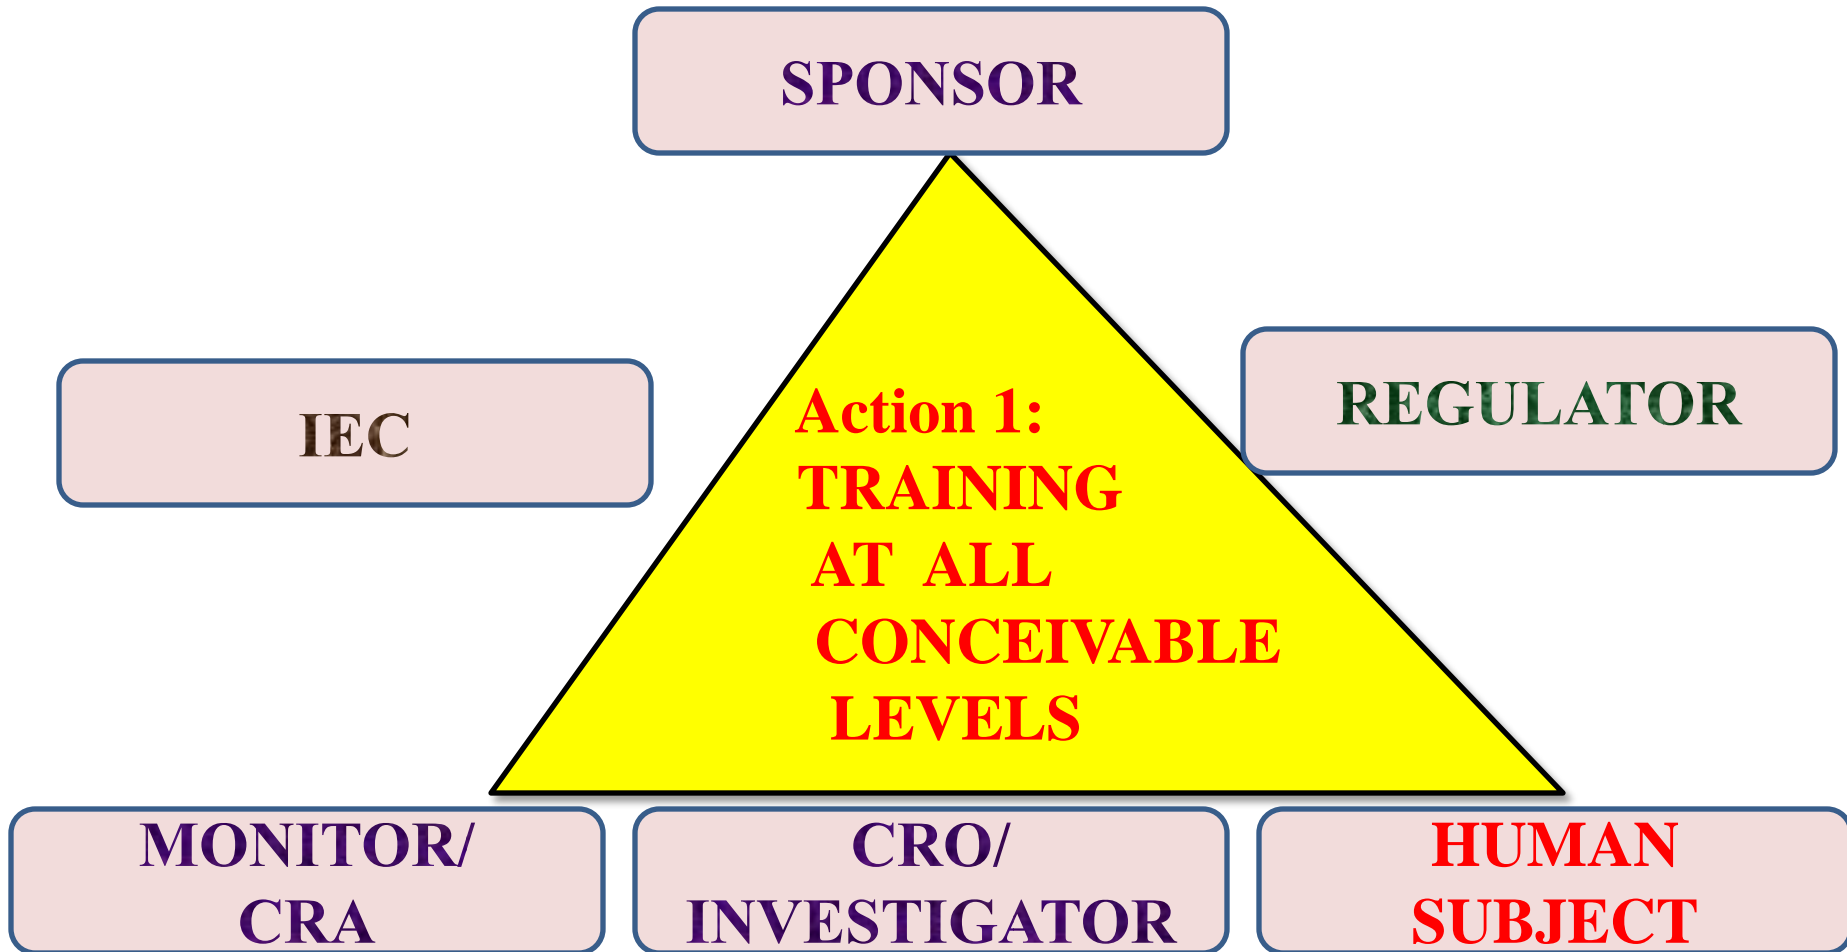 SPONSOR
IEC
REGULATOR
Action 1:
TRAINING
AT ALL
CONCEIVABLE
LEVELS
MONITOR/
CRA
CRO/
INVESTIGATOR
HUMAN
SUBJECT